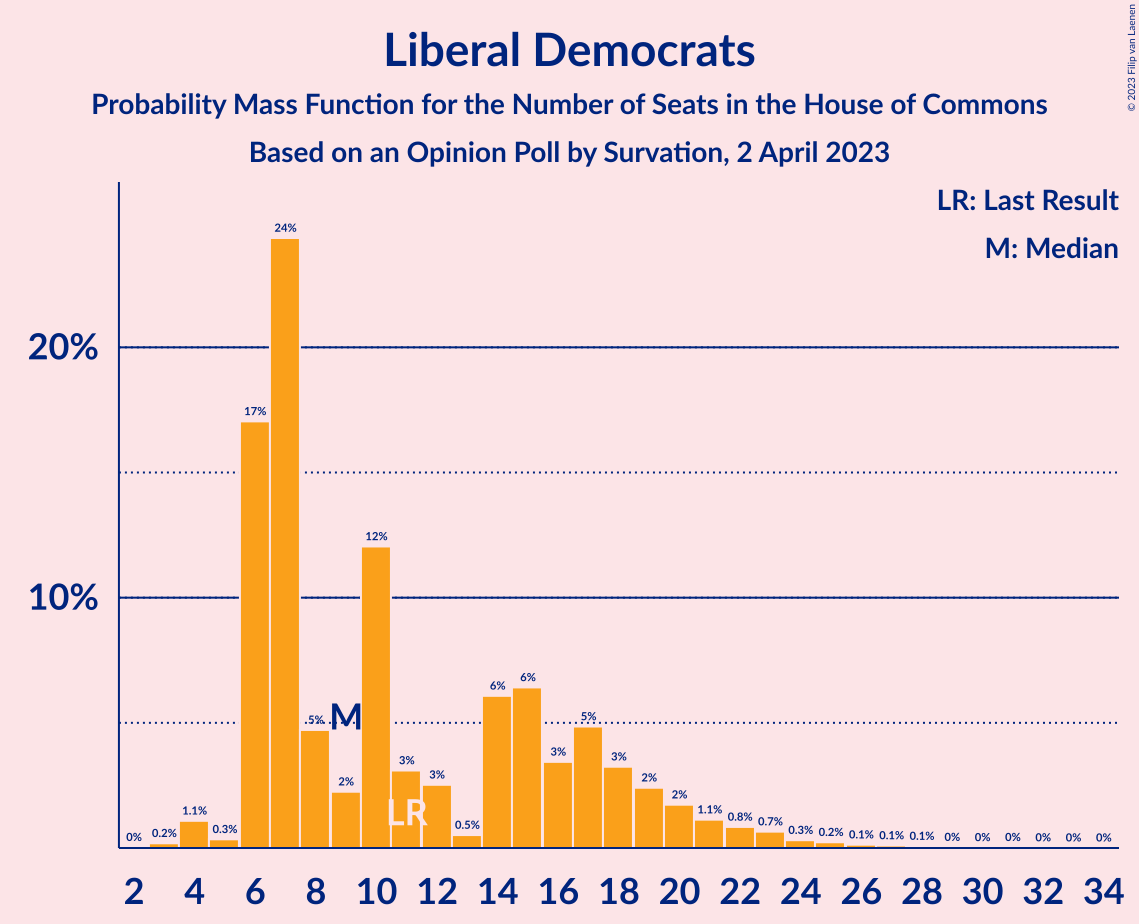 Liberal Democrats
Probability Mass Function for the Number of Seats in the House of Commons
Based on an Opinion Poll by Survation, 2 April 2023
© 2023 Filip van Laenen
LR: Last Result
M: Median
20%
10%
0% 0.2% 1.1% 0.3% 17% 24% 5% 2% 12% 3% 3% 0.5% 6% 6% 3% 5% 3% 2% 2% 1.1% 0.8% 0.7% 0.3% 0.2% 0.1% 0.1% 0.1% 0% 0% 0% 0% 0% 0%
M
LR
2 4 6 8 10 12 14 16 18 20 22 24 26 28 30 32 34